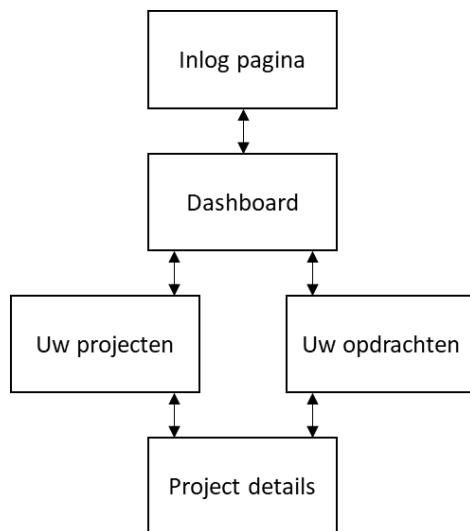 Inlog pagina
Dashboard
Uw projecten
Uw opdrachten
Project details